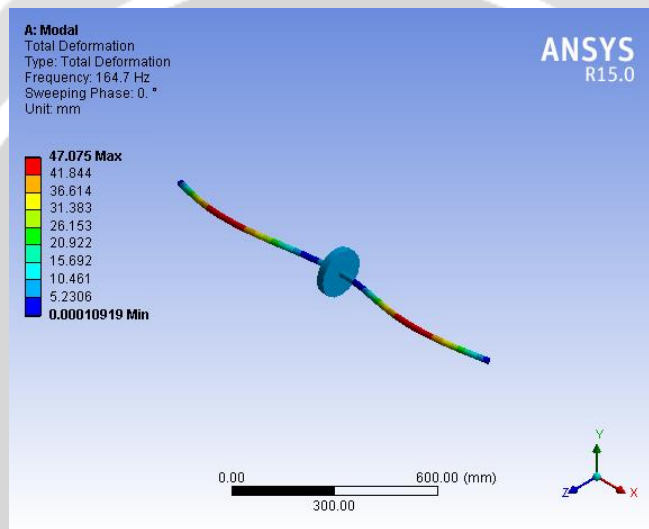 A: Modal
Total Deformation
Type: Total Deformation
Frequency: 164.7 Hz
Sweeping Phase: 0. °
Unit: mm
ANSYS
R15.0
47.075 Max
41.844
36.614
31.383
26.153
20.922
15.692
10.461
5.2306
0.00010919 Min
0.00
600.00 (mm)
300.00
Y
Z
X